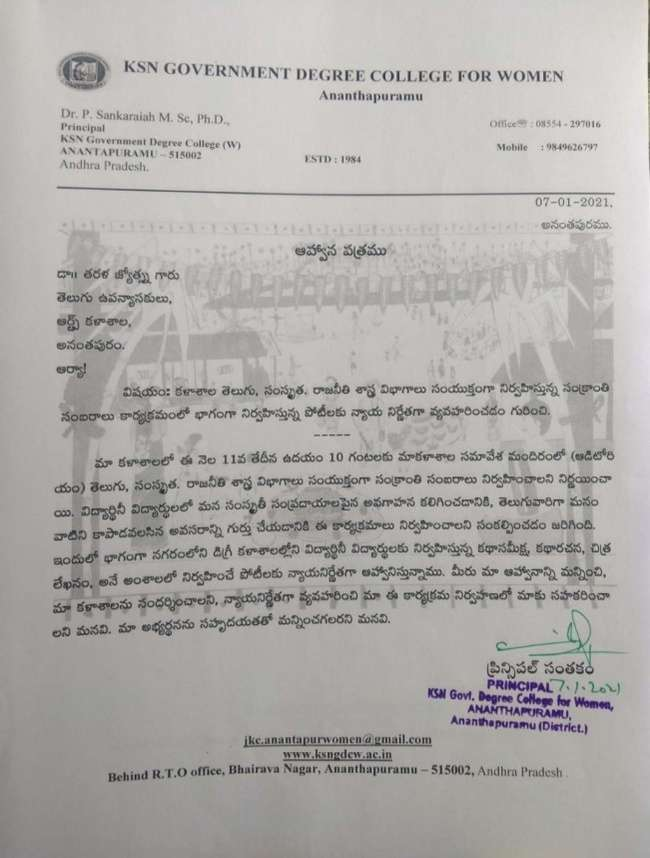 KSN GOVERNMENT DEGREE COLLEGE FOR WOMEN
Ananthapuramu
Dr. P. Sankaraiah M. Sc, Ph.D.,
Principal
KSN Government Degree College (W)
ANANTAPURAMU – 515002
Andhra Pradesh.
ESTD : 1984
Office☏ : 08554 - 297016
Mobile : 9849626797
07-01-2021,
అనంతపురము.
ఆహ్వాన పత్రము
డా॥ తరళ జ్యోత్స్న గారు
తెలుగు ఉపన్యాసకులు,
ఆర్ట్స్ కళాశాల,
అనంతపురం.
ఆర్యా!
విషయం: కళాశాల తెలుగు, సంస్కృత, రాజనీతి శాస్త్ర విభాగాలు సంయుక్తంగా నిర్వహిస్తున్న సంక్రాంతి
సంబరాలు కార్యక్రమంలో భాగంగా నిర్వహిస్తున్న పోటీలకు న్యాయ నిర్ణేతగా వ్యవహరించడం గురించి.
-----
మా కళాశాలలో ఈ నెల 11వ తేదీన ఉదయం 10 గంటలకు మాకళాశాల సమావేశ మందిరంలో (ఆడిటోరి
యం) తెలుగు, సంస్కృత, రాజనీతి శాస్త్ర విభాగాలు సంయుక్తంగా సంక్రాంతి సంబరాలు నిర్వహించాలని నిర్ణయించా
యి. విద్యార్థినీ విద్యార్థులలో మన సంస్కృతీ సంప్రదాయాలపైన అవగాహన కలిగించడానికి, తెలుగువారిగా మనం
వాటిని కాపాడవలసిన అవసరాన్ని గుర్తు చేయడానికి ఈ కార్యక్రమాలు నిర్వహించాలని సంకల్పించడం జరిగింది.
ఇందులో భాగంగా నగరంలోని డిగ్రీ కళాశాలల్లోని విద్యార్థినీ విద్యార్థులకు నిర్వహిస్తున్న కథానమీక్ష, కథారచన, చిత్ర
లేఖనం, అనే అంశాలలో నిర్వహించే పోటీలకు న్యాయనిర్ణేతగా ఆహ్వానిస్తున్నాము. మీరు మా ఆహ్వానాన్ని మన్నించి,
మా కళాశాలను సందర్శించాలని, న్యాయనిర్ణేతగా వ్యవహరించి మా ఈ కార్యక్రమ నిర్వహణలో మాకు సహకరించా
లని మనవి. మా అభ్యర్థనను సహృదయతతో మన్నించగలరని మనవి.
ప్రిన్సిపల్ సంతకం
PRINCIPAL 7.1.2021
KSN Govt. Degree College for Women,
ANANTHAPURAMU,
Ananthapuramu (District.)
jkc.anantapurwomen@gmail.com
www.ksngdcw.ac.in
Behind R.T.O office, Bhairava Nagar, Ananthapuramu – 515002, Andhra Pradesh .